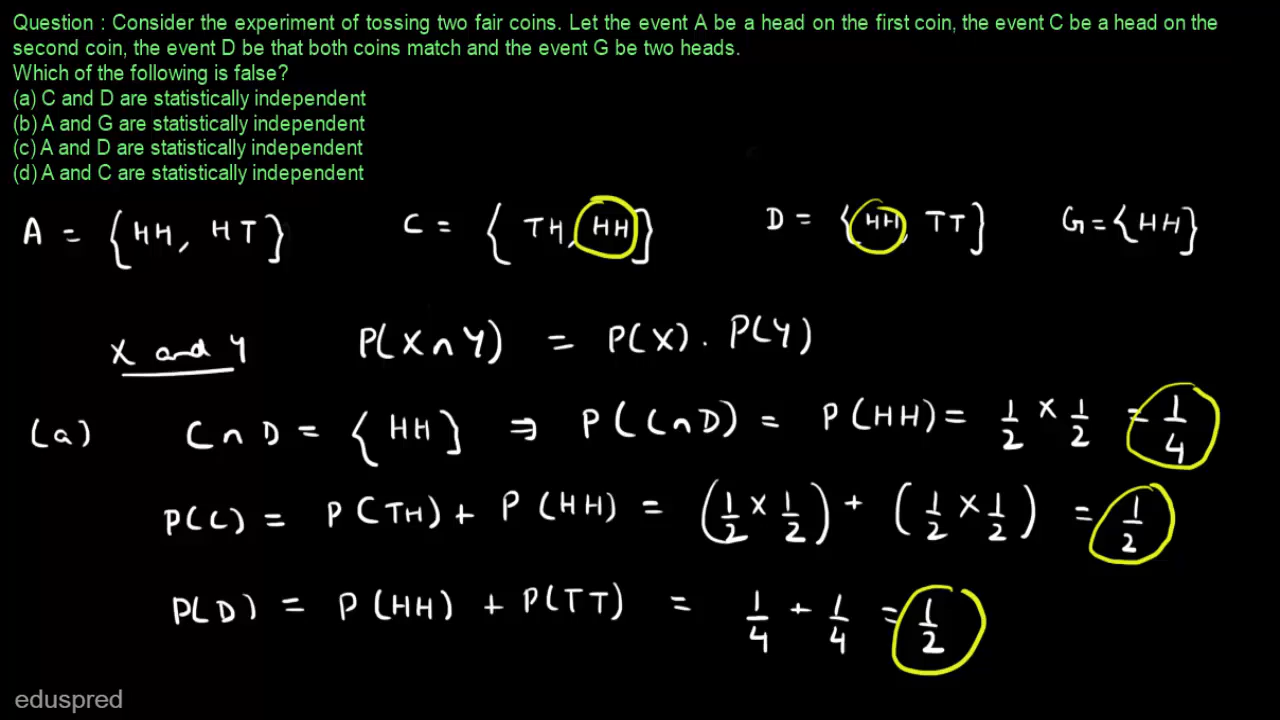 Question : Consider the experiment of tossing two fair coins. Let the event A be a head on the first coin, the event C be a head on the
second coin, the event D be that both coins match and the event G be two heads.
Which of the following is false?
(a) C and D are statistically independent
(b) A and G are statistically independent
(c) A and D are statistically independent
(d) A and C are statistically independent
A = {HH, HT} C = {TH, HH} D = {HH, TT} G = {HH}
X and Y P(X∩Y) = P(X) . P(Y)
(a) C∩D = {HH} ⇒ P(C∩D) = P(HH) = 1/2 × 1/2 = 1/4
P(C) = P(TH) + P(HH) = (1/2 × 1/2) + (1/2 × 1/2) = 1/2
P(D) = P(HH) + P(TT) = 1/4 + 1/4 = 1/2
eduspred